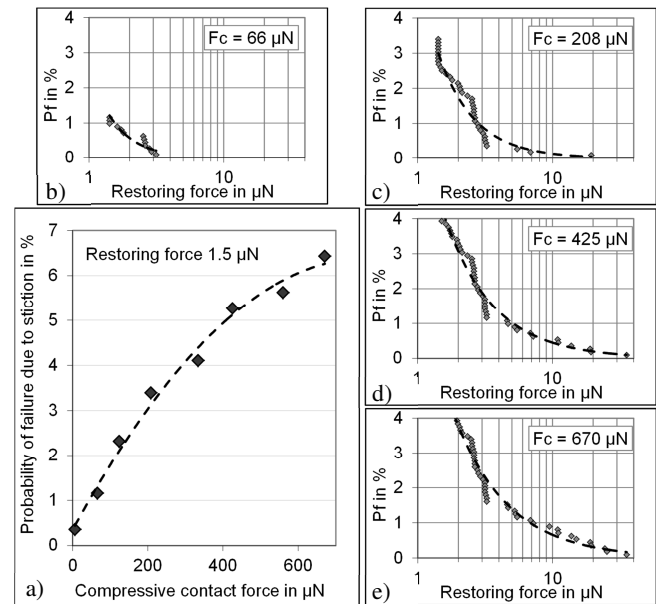 4
3
2
1
0
Pf in %
Fc = 66 µN
1 10
Restoring force in µN
b)
4
3
2
1
0
Pf in %
Fc = 208 µN
1 10
Restoring force in µN
c)
7
6
5
4
3
2
1
0
Probability of failure due to stiction in %
Restoring force 1.5 µN
0 200 400 600
Compressive contact force in µN
a)
4
3
2
1
0
Pf in %
Fc = 425 µN
1 10
Restoring force in µN
d)
4
3
2
1
0
Pf in %
Fc = 670 µN
1 10
Restoring force in µN
e)